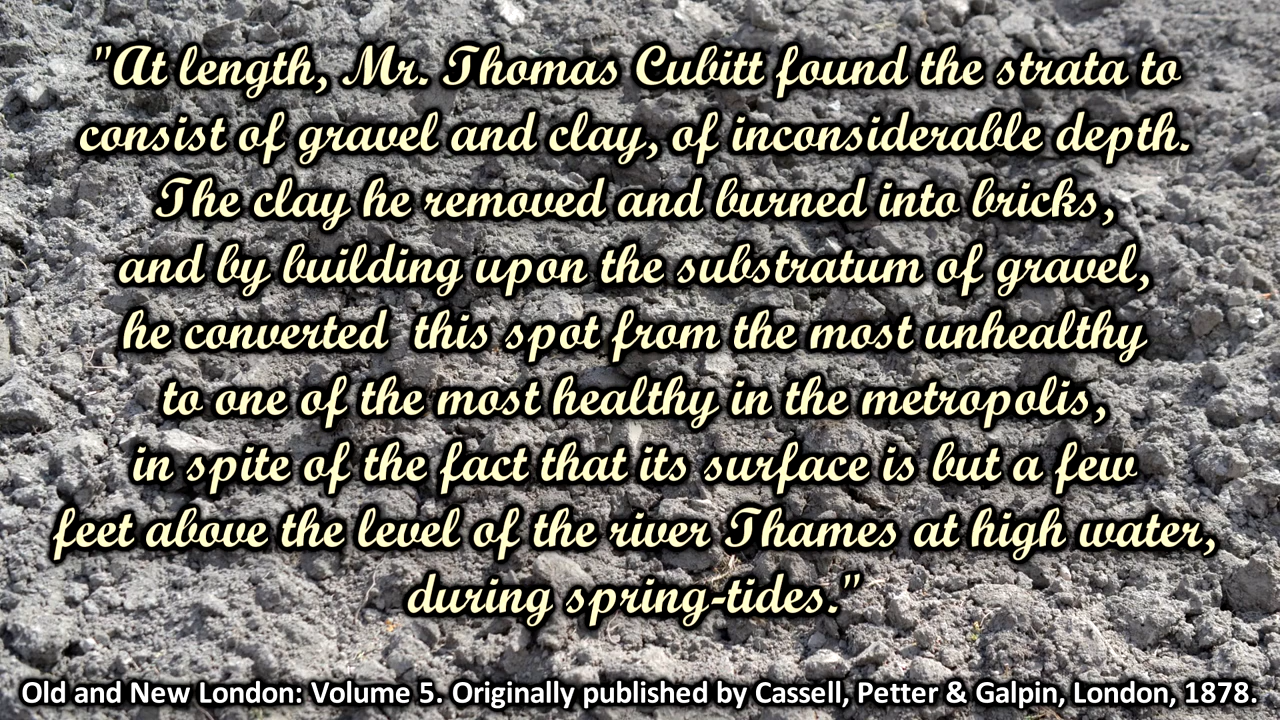 "At length, Mr. Thomas Cubitt found the strata to
consist of gravel and clay, of inconsiderable depth.
The clay he removed and burned into bricks,
and by building upon the substratum of gravel,
he converted  this spot from the most unhealthy
to one of the most healthy in the metropolis,
in spite of the fact that its surface is but a few
feet above the level of the river Thames at high water,
during spring-tides."
Old and New London: Volume 5. Originally published by Cassell, Petter & Galpin, London, 1878.